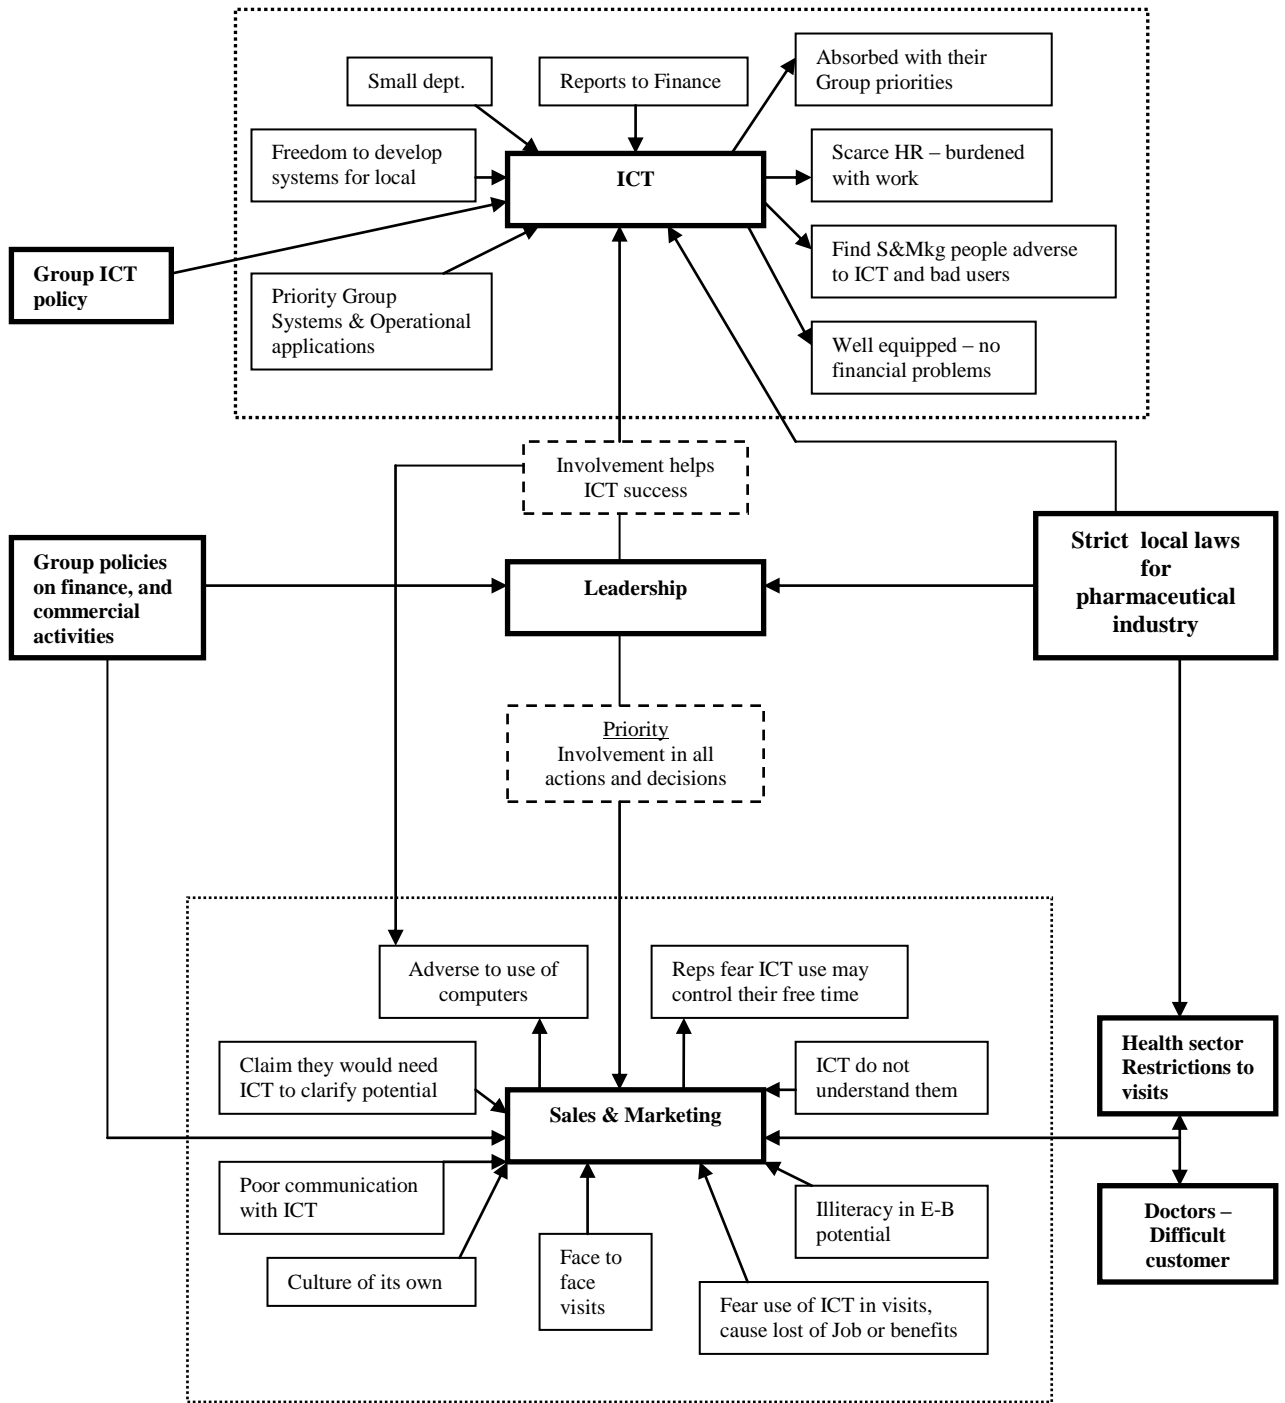 Small dept.
Reports to Finance
Absorbed with their
Group priorities
Freedom to develop
systems for local
ICT
Scarce HR – burdened
with work
Group ICT
policy
Find S&Mkg people adverse
to ICT and bad users
Priority Group
Systems & Operational
applications
Well equipped – no
financial problems
Involvement helps
ICT success
Group policies
on finance, and
commercial
activities
Leadership
Strict local laws
for
pharmaceutical
industry
Priority
Involvement in all
actions and decisions
Adverse to use of
computers
Reps fear ICT use may
control their free time
Claim they would need
ICT to clarify potential
ICT do not
understand them
Health sector
Restrictions to
visits
Sales & Marketing
Poor communication
with ICT
Illiteracy in E-B
potential
Doctors –
Difficult
customer
Culture of its own
Face to
face
visits
Fear use of ICT in visits,
cause lost of Job or benefits